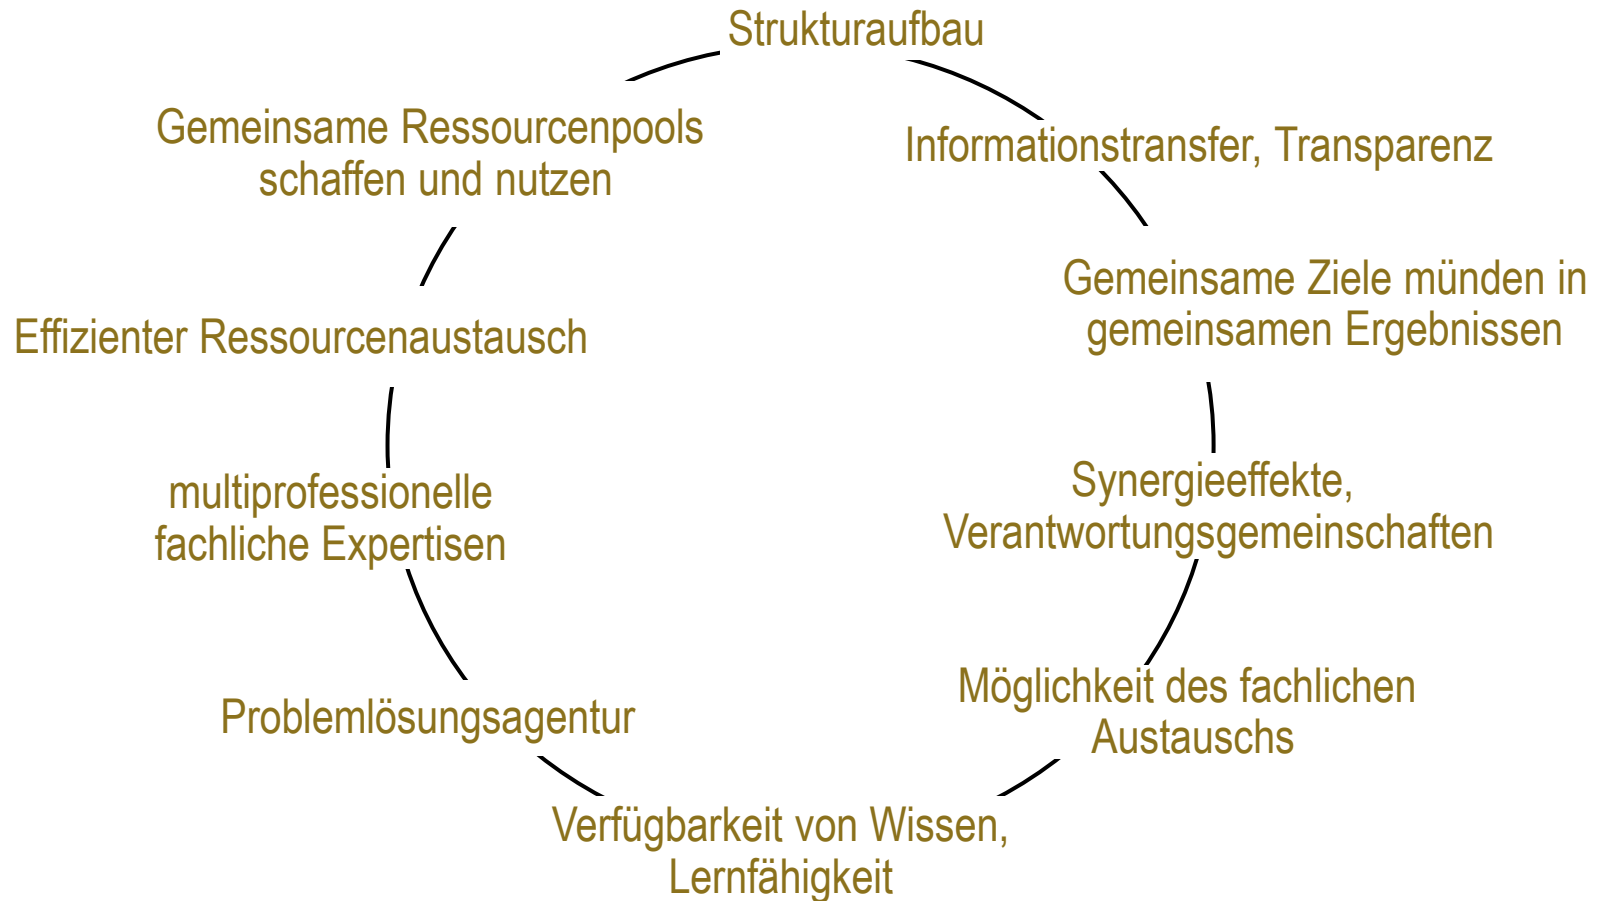 Strukturaufbau
Informationstransfer, Transparenz
Gemeinsame Ziele münden in
gemeinsamen Ergebnissen
Synergieeffekte,
Verantwortungsgemeinschaften
Möglichkeit des fachlichen
Austauschs
Verfügbarkeit von Wissen,
Lernfähigkeit
Problemlösungsagentur
multiprofessionelle
fachliche Expertisen
Effizienter Ressourcenaustausch
Gemeinsame Ressourcenpools
schaffen und nutzen